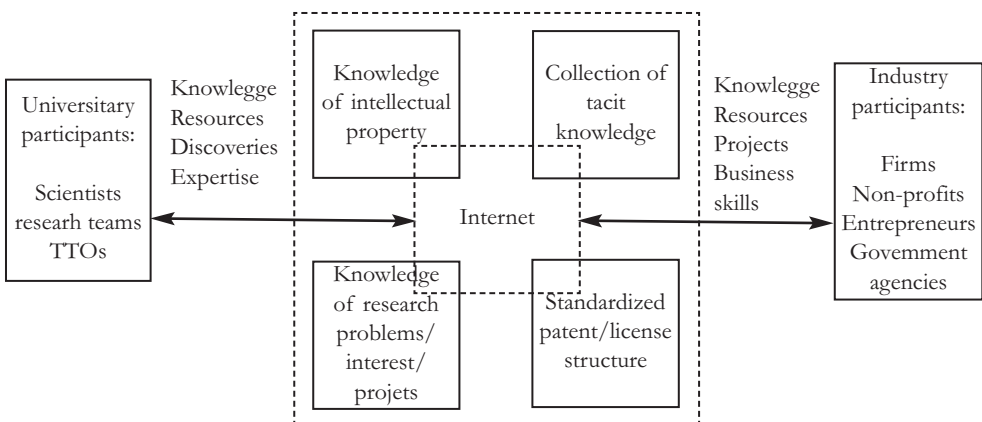 Universitary
participants:
Scientists
researh teams
TTOs
Knowlegge
Resources
Discoveries
Expertise
Knowledge
of intellectual
property
Collection of
tacit
knowledge
Internet
Knowledge
of research
problems/
interest/
projets
Standardized
patent/license
structure
Knowlegge
Resources
Projects
Business
skills
Industry
participants:
Firms
Non-profits
Entrepreneurs
Govemment
agencies